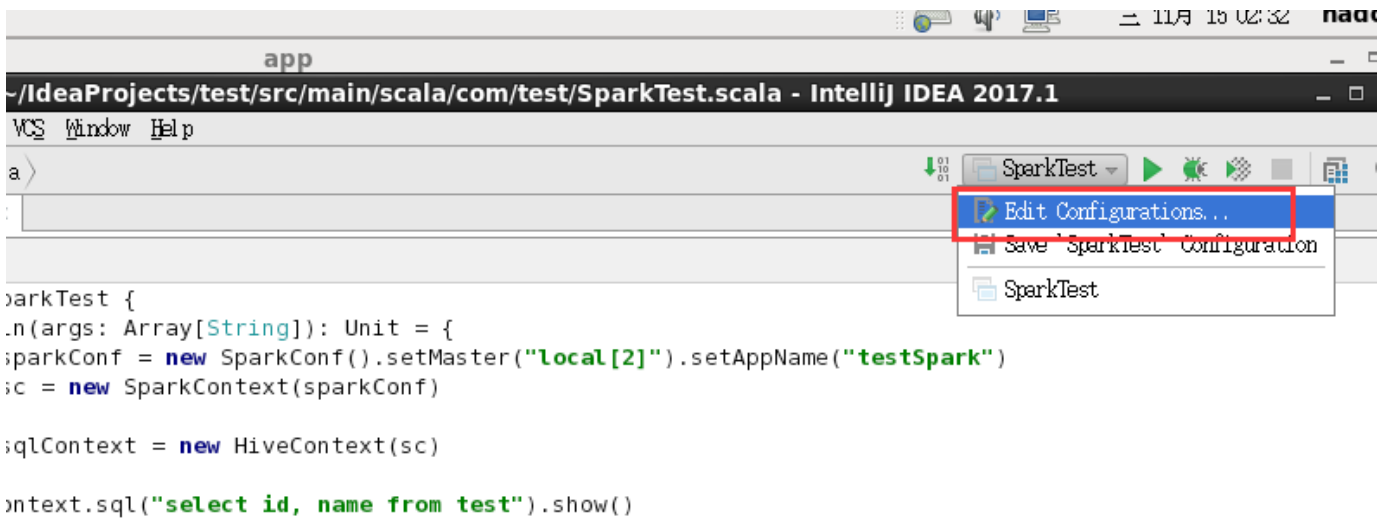 三 11月 15 02:32
app
~/IdeaProjects/test/src/main/scala/com/test/SparkTest.scala - IntelliJ IDEA 2017.1
VCS Window Help
a
SparkTest
Edit Configurations...
Save 'SparkTest' Configuration
SparkTest
parkTest {
in(args: Array[String]): Unit = {
sparkConf = new SparkConf().setMaster("local[2]").setAppName("testSpark")
sc = new SparkContext(sparkConf)
sqlContext = new HiveContext(sc)
ontext.sql("select id, name from test").show()